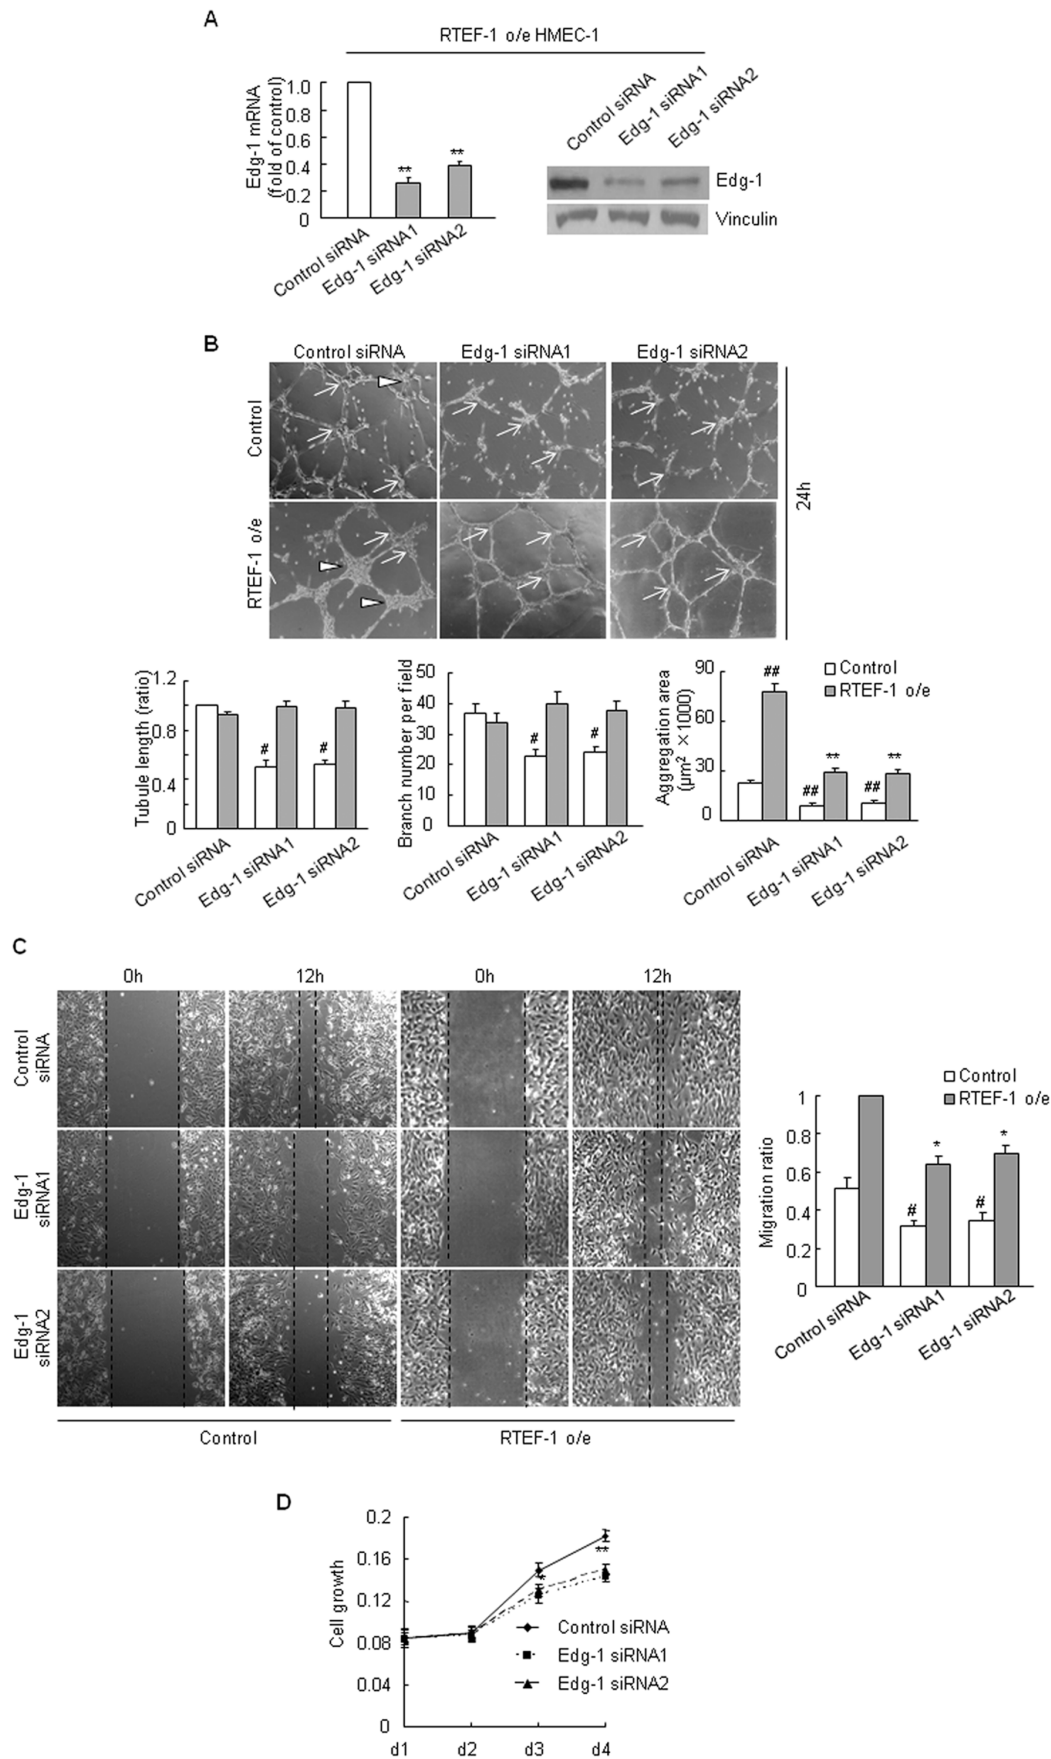 A
RTEF-1 o/e HMEC-1
Edg-1 mRNA
(fold of control)
1.0
0.8
0.6
0.4
0.2
0
**
**
Control siRNA
Edg-1 siRNA1
Edg-1 siRNA2
Control siRNA
Edg-1 siRNA1
Edg-1 siRNA2
Edg-1
Vinculin
B
Control siRNA
Edg-1 siRNA1
Edg-1 siRNA2
Control
RTEF-1 o/e
24h
Tubule length (ratio)
1.2
0.8
0.4
0
#
#
Control siRNA
Edg-1 siRNA1
Edg-1 siRNA2
Branch number per field
50
40
30
20
10
0
#
#
Control siRNA
Edg-1 siRNA1
Edg-1 siRNA2
Aggregation area
(μm² ×1000)
90
60
30
0
##
##
**
##
**
Control
RTEF-1 o/e
Control siRNA
Edg-1 siRNA1
Edg-1 siRNA2
C
0h
12h
0h
12h
Control
siRNA
Edg-1
siRNA1
Edg-1
siRNA2
Control
RTEF-1 o/e
Control
RTEF-1 o/e
Migration ratio
1
0.8
0.6
0.4
0.2
0
#
*
#
*
Control siRNA
Edg-1 siRNA1
Edg-1 siRNA2
D
Cell growth
0.2
0.16
0.12
0.08
0.04
0
*
**
Control siRNA
Edg-1 siRNA1
Edg-1 siRNA2
d1
d2
d3
d4